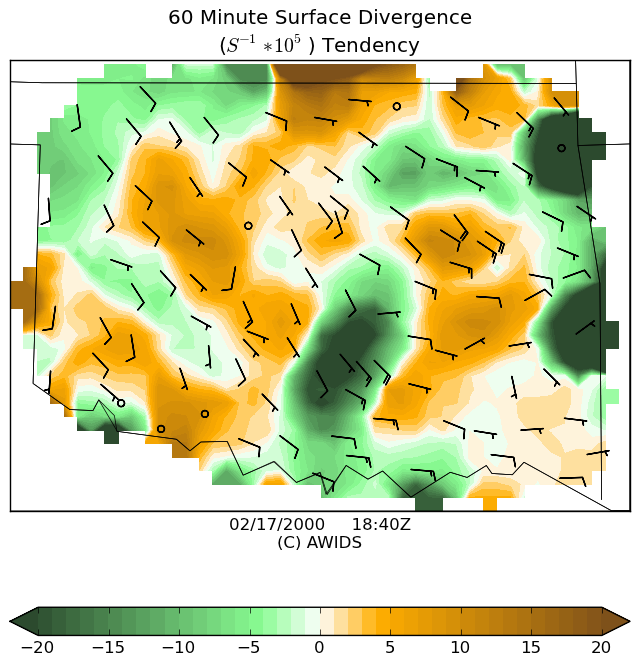 60 Minute Surface Divergence
(S⁻¹ *10⁵ ) Tendency
02/17/2000 18:40Z
(C) AWIDS
−20 −15 −10 −5 0 5 10 15 20